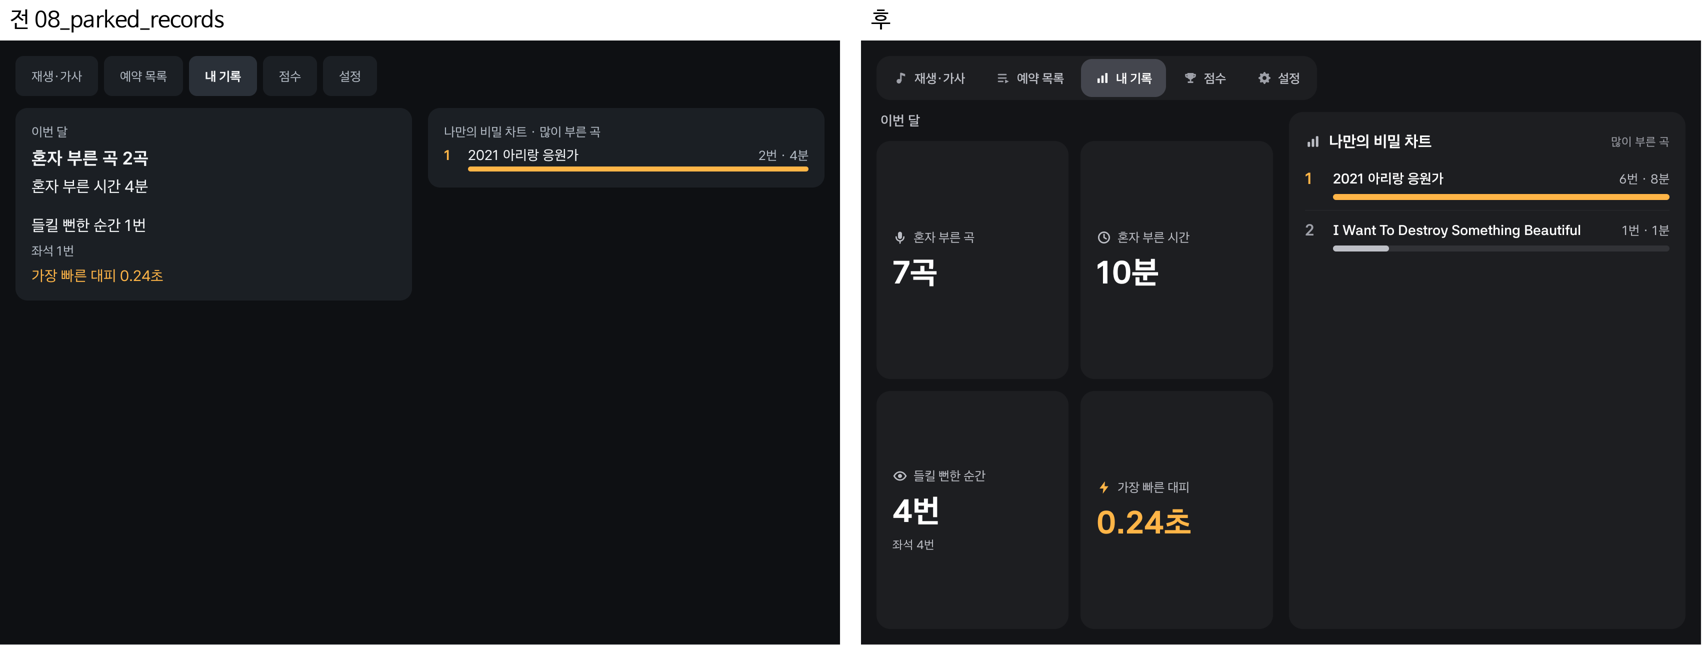 전 08_parked_records
재생·가사 예약 목록 내 기록 점수 설정
이번 달
혼자 부른 곡 2곡
혼자 부른 시간 4분
들킬 뻔한 순간 1번
좌석 1번
가장 빠른 대피 0.24초
나만의 비밀 차트 · 많이 부른 곡
1 2021 아리랑 응원가 2번 · 4분
후
재생·가사 예약 목록 내 기록 점수 설정
이번 달
혼자 부른 곡
7곡
혼자 부른 시간
10분
들킬 뻔한 순간
4번
좌석 4번
가장 빠른 대피
0.24초
나만의 비밀 차트 많이 부른 곡
1 2021 아리랑 응원가 6번 · 8분
2 I Want To Destroy Something Beautiful 1번 · 1분